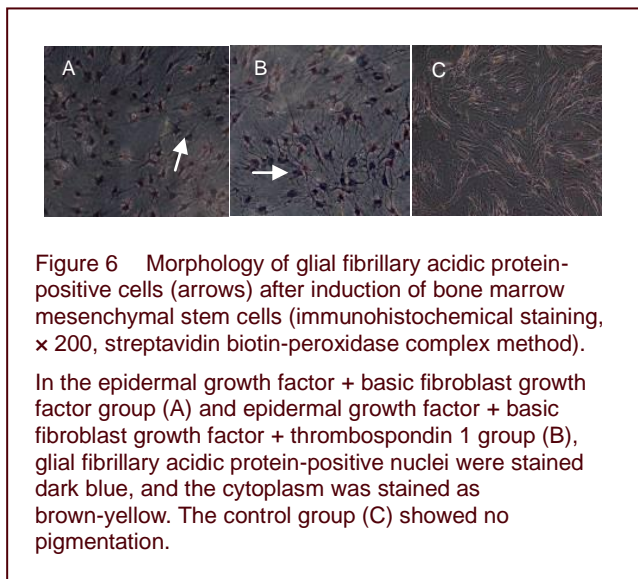 A B C
Figure 6 Morphology of glial fibrillary acidic protein-
positive cells (arrows) after induction of bone marrow
mesenchymal stem cells (immunohistochemical staining,
× 200, streptavidin biotin-peroxidase complex method).
In the epidermal growth factor + basic fibroblast growth
factor group (A) and epidermal growth factor + basic
fibroblast growth factor + thrombospondin 1 group (B),
glial fibrillary acidic protein-positive nuclei were stained
dark blue, and the cytoplasm was stained as
brown-yellow. The control group (C) showed no
pigmentation.